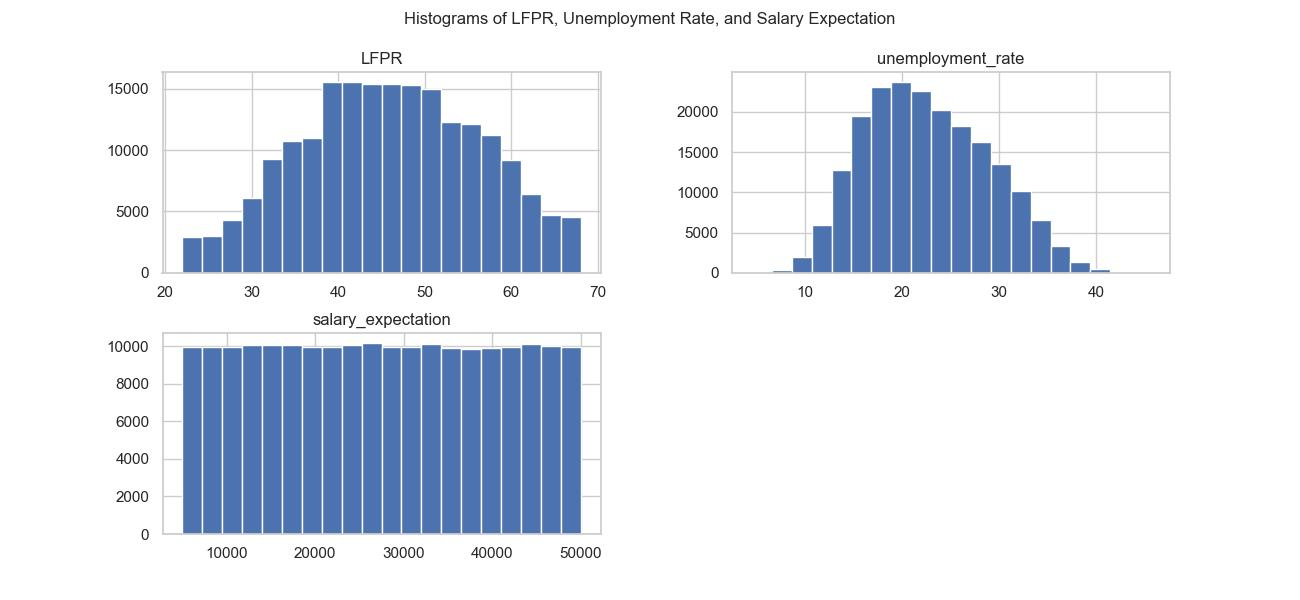 Histograms of LFPR, Unemployment Rate, and Salary Expectation
LFPR
15000
10000
5000
0
20 30 40 50 60 70
unemployment_rate
20000
15000
10000
5000
0
10 20 30 40
salary_expectation
10000
8000
6000
4000
2000
0
10000 20000 30000 40000 50000